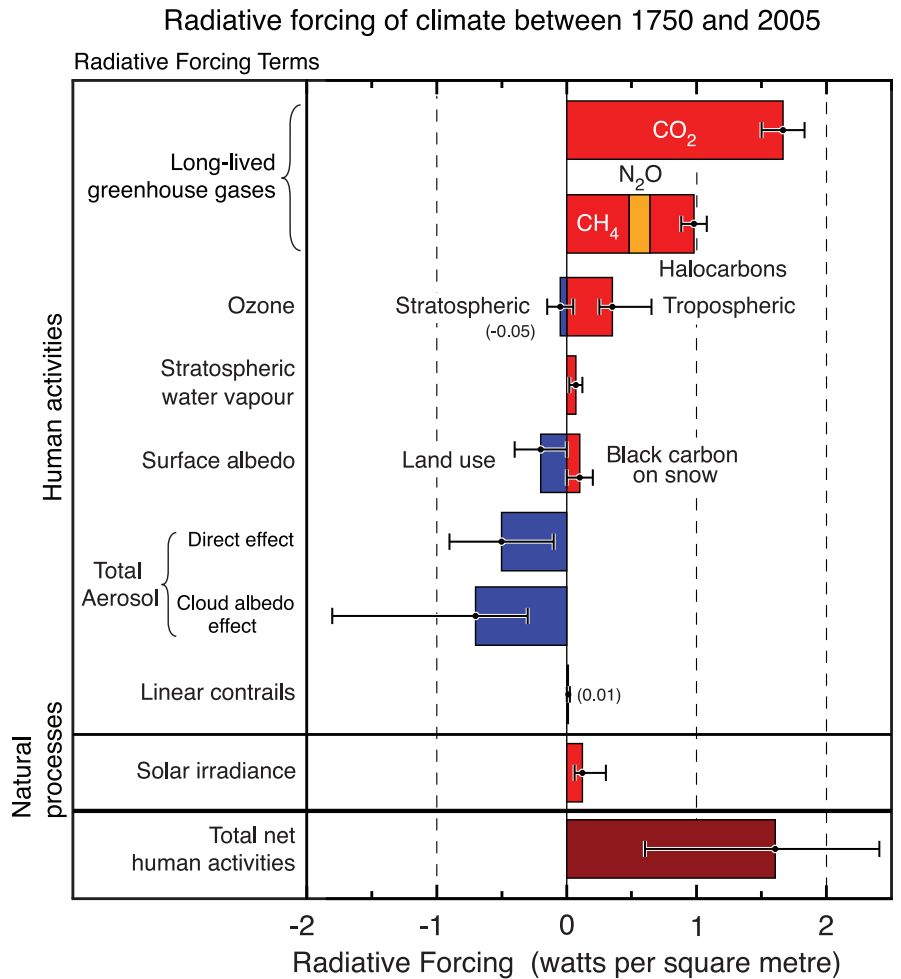 Radiative forcing of climate between 1750 and 2005
Radiative Forcing Terms
Human activities
Long-lived
greenhouse gases
CO₂
N₂O
CH₄
Halocarbons
Ozone
Stratospheric
(-0.05)
Tropospheric
Stratospheric
water vapour
Surface albedo
Land use
Black carbon
on snow
Total
Aerosol
Direct effect
Cloud albedo
effect
Linear contrails
(0.01)
Natural
processes
Solar irradiance
Total net
human activities
-2 -1 0 1 2
Radiative Forcing (watts per square metre)